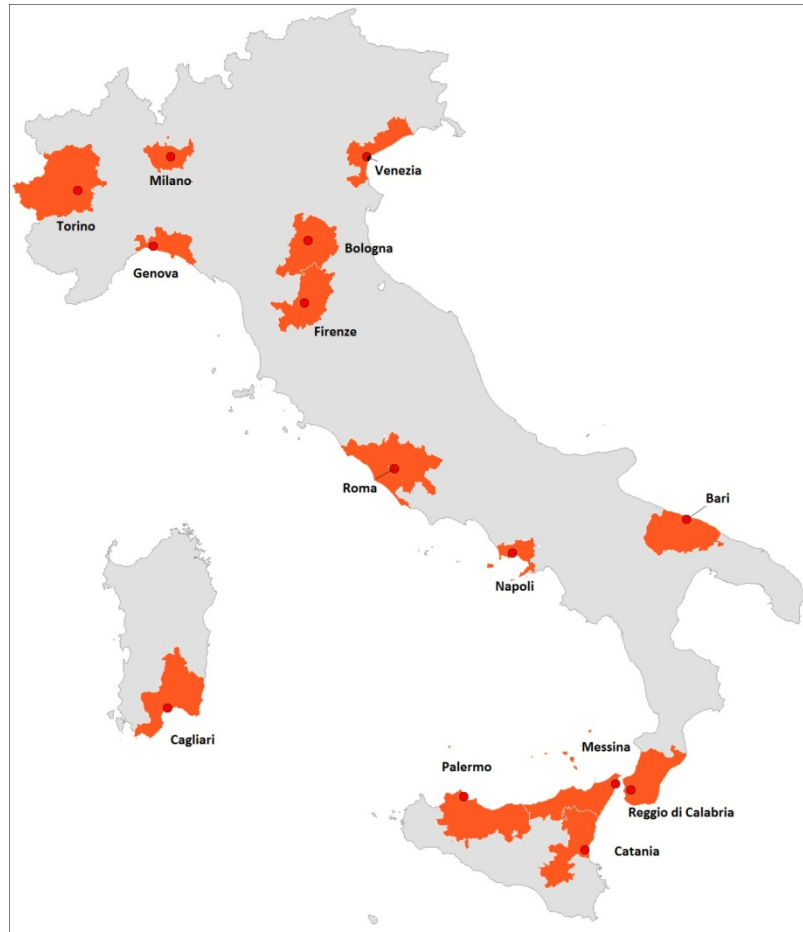 Venezia
Milano
Torino
Bologna
Genova
Firenze
Roma
Bari
Napoli
Cagliari
Messina
Palermo
Reggio di Calabria
Catania